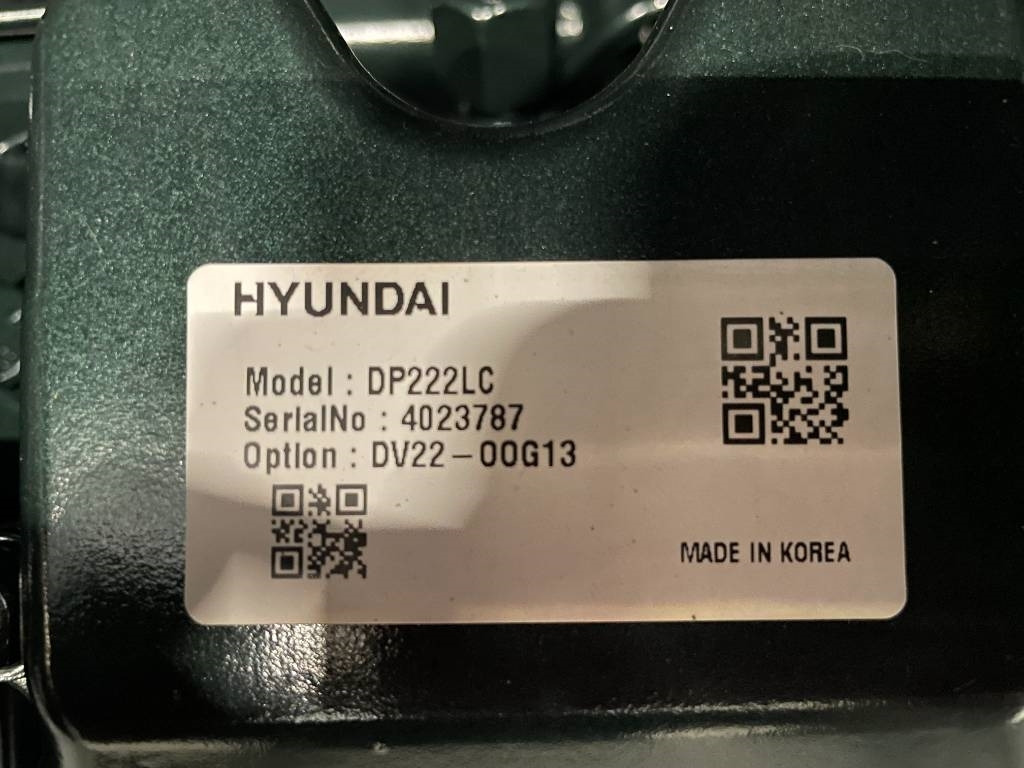 HYUNDAI
Model : DP222LC
SerialNo : 4023787
Option : DV22-00G13
MADE IN KOREA